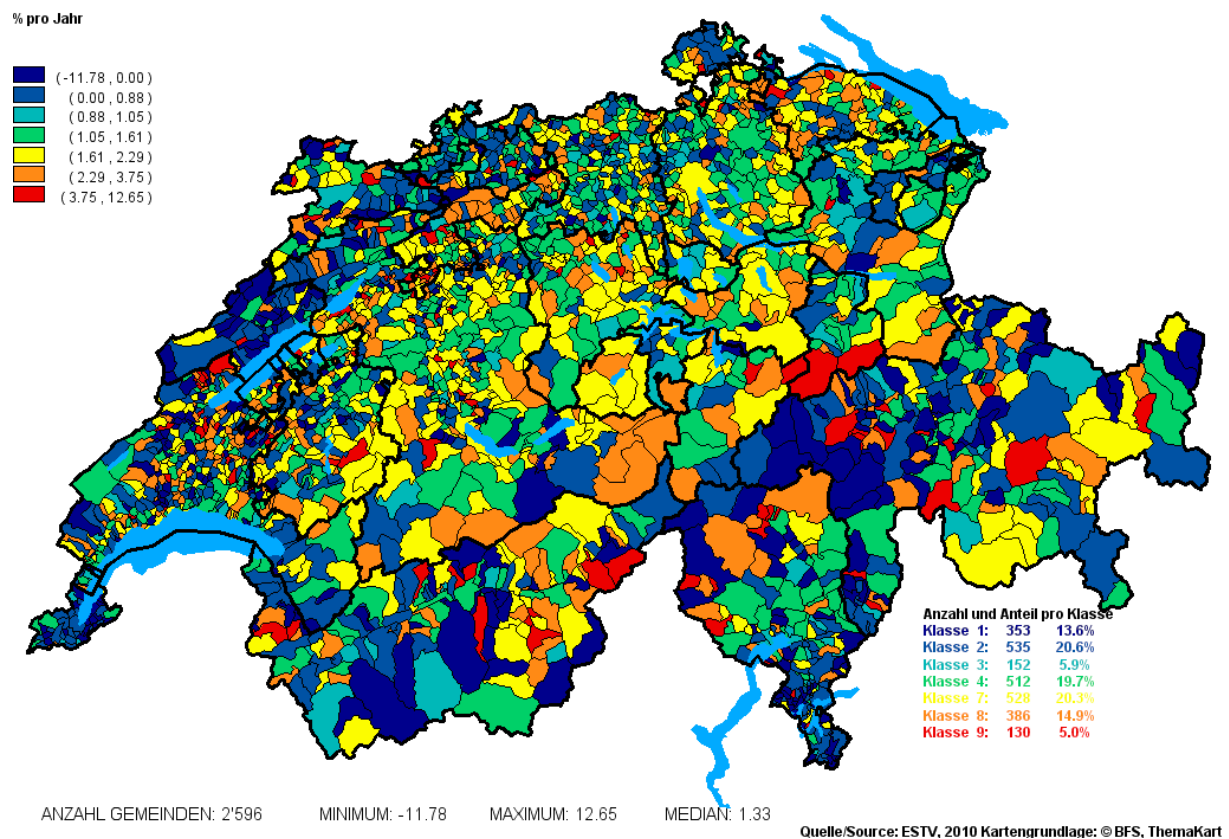 % pro Jahr
( -11.78 , 0.00 )
( 0.00 , 0.88 )
( 0.88 , 1.05 )
( 1.05 , 1.61 )
( 1.61 , 2.29 )
( 2.29 , 3.75 )
( 3.75 , 12.65 )
Anzahl und Anteil pro Klasse
Klasse 1: 353 13.6%
Klasse 2: 535 20.6%
Klasse 3: 152 5.9%
Klasse 4: 512 19.7%
Klasse 7: 528 20.3%
Klasse 8: 386 14.9%
Klasse 9: 130 5.0%
ANZAHL GEMEINDEN: 2'596 MINIMUM: -11.78 MAXIMUM: 12.65 MEDIAN: 1.33
Quelle/Source: ESTV, 2010 Kartengrundlage: © BFS, ThemaKart